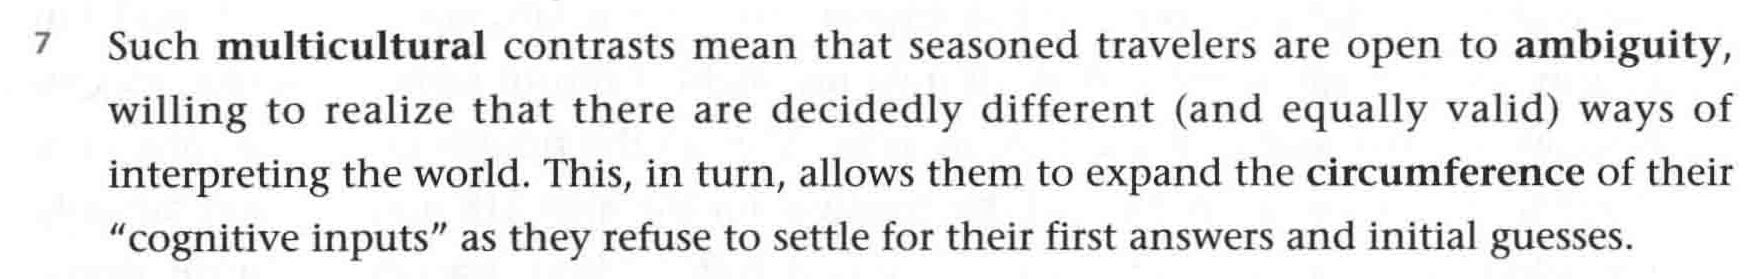 7 Such multicultural contrasts mean that seasoned travelers are open to ambiguity,
willing to realize that there are decidedly different (and equally valid) ways of
interpreting the world. This, in turn, allows them to expand the circumference of their
“cognitive inputs” as they refuse to settle for their first answers and initial guesses.